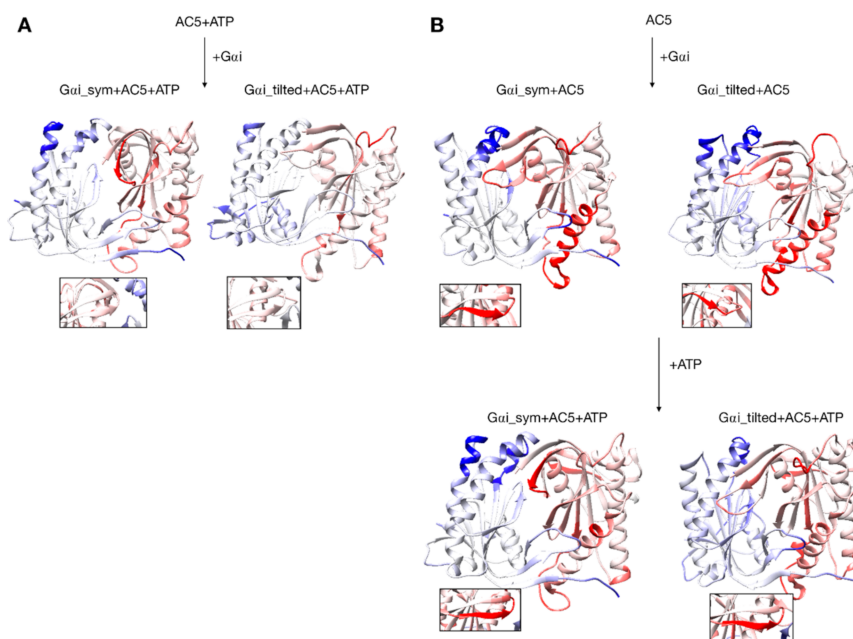 A
AC5+ATP
+Gαi
Gαi_sym+AC5+ATP
Gαi_tilted+AC5+ATP
B
AC5
+Gαi
Gαi_sym+AC5
Gαi_tilted+AC5
+ATP
Gαi_sym+AC5+ATP
Gαi_tilted+AC5+ATP